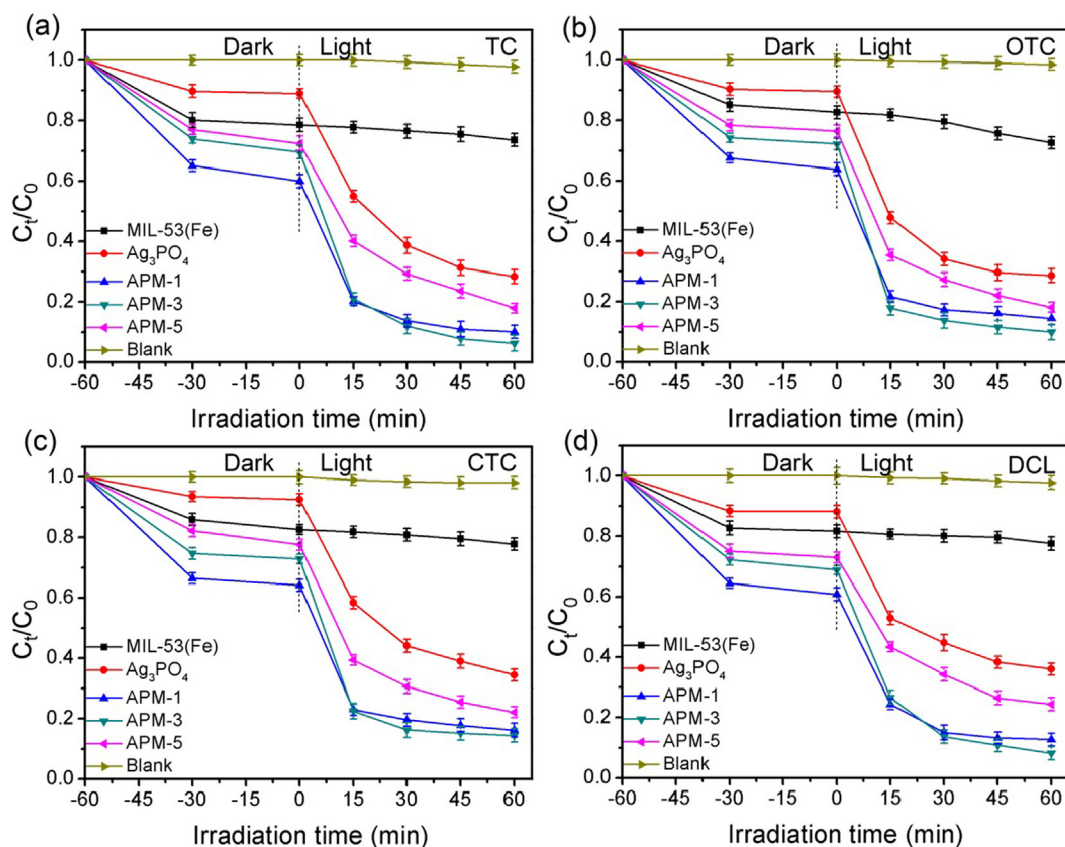 (a)
Dark
Light
TC
1.0
0.8
0.6
0.4
0.2
0.0
Ct/C0
MIL-53(Fe)
Ag3PO4
APM-1
APM-3
APM-5
Blank
-60 -45 -30 -15 0 15 30 45 60
Irradiation time (min)
(b)
Dark
Light
OTC
1.0
0.8
0.6
0.4
0.2
0.0
Ct/C0
MIL-53(Fe)
Ag3PO4
APM-1
APM-3
APM-5
Blank
-60 -45 -30 -15 0 15 30 45 60
Irradiation time (min)
(c)
Dark
Light
CTC
1.0
0.8
0.6
0.4
0.2
0.0
Ct/C0
MIL-53(Fe)
Ag3PO4
APM-1
APM-3
APM-5
Blank
-60 -45 -30 -15 0 15 30 45 60
Irradiation time (min)
(d)
Dark
Light
DCL
1.0
0.8
0.6
0.4
0.2
0.0
Ct/C0
MIL-53(Fe)
Ag3PO4
APM-1
APM-3
APM-5
Blank
-60 -45 -30 -15 0 15 30 45 60
Irradiation time (min)